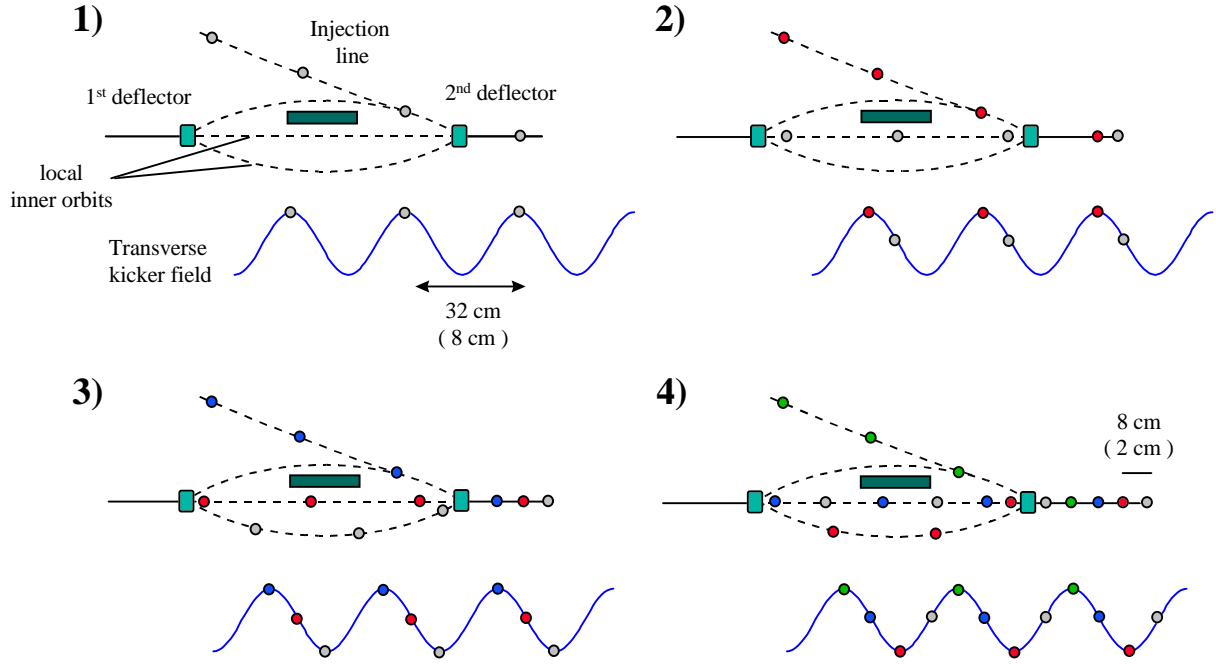 1)
Injection
line
1st deflector
2nd deflector
local
inner orbits
Transverse
kicker field
32 cm
( 8 cm )
2)
3)
4)
8 cm
( 2 cm )